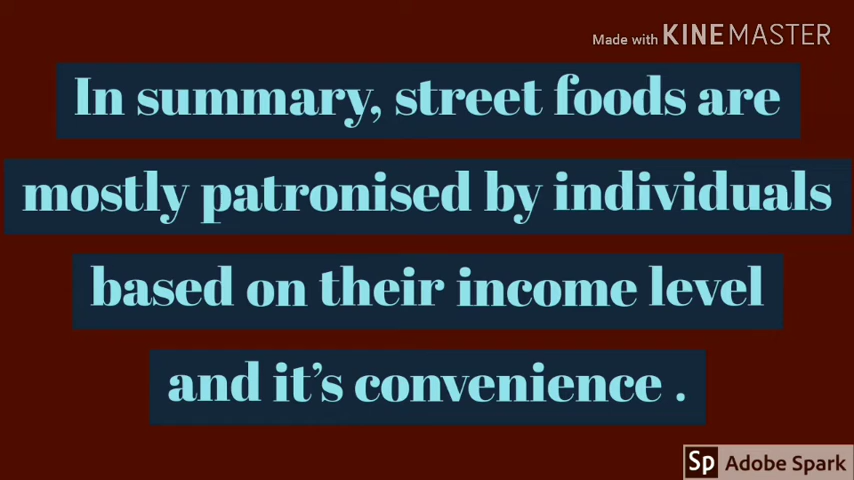 Made with KINEMASTER
In summary, street foods are
mostly patronised by individuals
based on their income level
and it's convenience .
Sp Adobe Spark